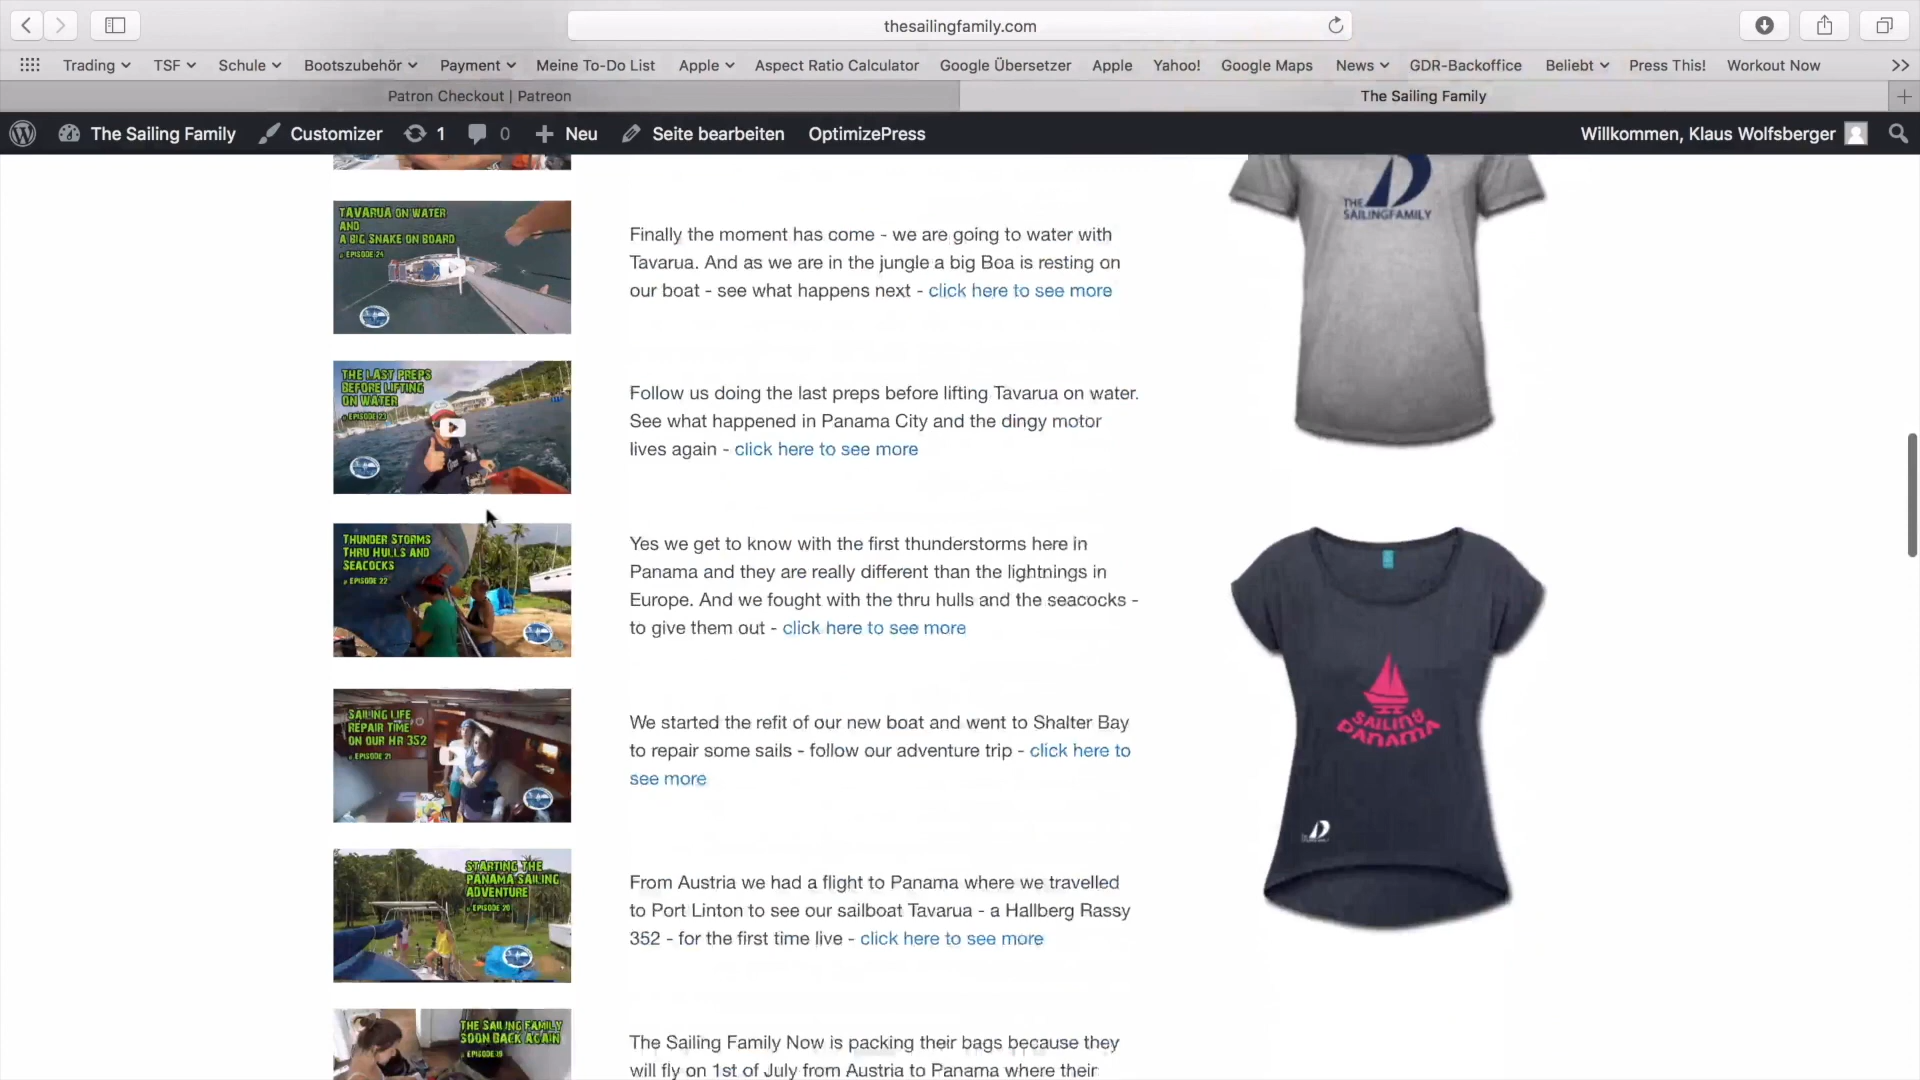 thesailingfamily.com
Trading TSF Schule Bootszubehör Payment Meine To-Do List Apple Aspect Ratio Calculator Google Übersetzer Apple Yahoo! Google Maps News GDR-Backoffice Beliebt Press This! Workout Now
Patron Checkout | Patreon
The Sailing Family
The Sailing Family Customizer 1 0 Neu Seite bearbeiten OptimizePress Willkommen, Klaus Wolfsberger
TAVARUA ON WATER
AND
A BIG SNAKE ON BOARD
# EPISODE 24
Finally the moment has come - we are going to water with
Tavarua. And as we are in the jungle a big Boa is resting on
our boat - see what happens next - click here to see more
THE
SAILINGFAMILY
THE LAST PREPS
BEFORE LIFTING
ON WATER
# EPISODE 23
Follow us doing the last preps before lifting Tavarua on water.
See what happened in Panama City and the dingy motor
lives again - click here to see more
THUNDER STORMS
THRU HULLS AND
SEACOCKS
# EPISODE 22
Yes we get to know with the first thunderstorms here in
Panama and they are really different than the lightnings in
Europe. And we fought with the thru hulls and the seacocks -
to give them out - click here to see more
SAILING
PANAMA
SAILING LIFE
REPAIR TIME
ON OUR HR 352
# EPISODE 21
We started the refit of our new boat and went to Shalter Bay
to repair some sails - follow our adventure trip - click here to
see more
STARTING THE
PANAMA SAILING
ADVENTURE
# EPISODE 20
From Austria we had a flight to Panama where we travelled
to Port Linton to see our sailboat Tavarua - a Hallberg Rassy
352 - for the first time live - click here to see more
THE SAILING FAMILY
SOON BACK AGAIN
# EPISODE 19
The Sailing Family Now is packing their bags because they
will fly on 1st of July from Austria to Panama where their